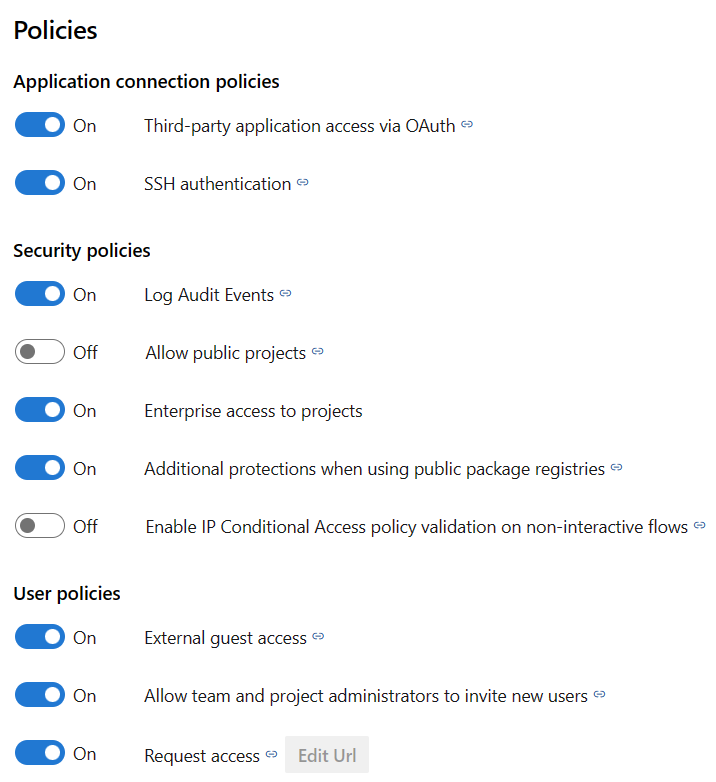 Policies
Application connection policies
On Third-party application access via OAuth
On SSH authentication
Security policies
On Log Audit Events
Off Allow public projects
On Enterprise access to projects
On Additional protections when using public package registries
Off Enable IP Conditional Access policy validation on non-interactive flows
User policies
On External guest access
On Allow team and project administrators to invite new users
On Request access Edit Url